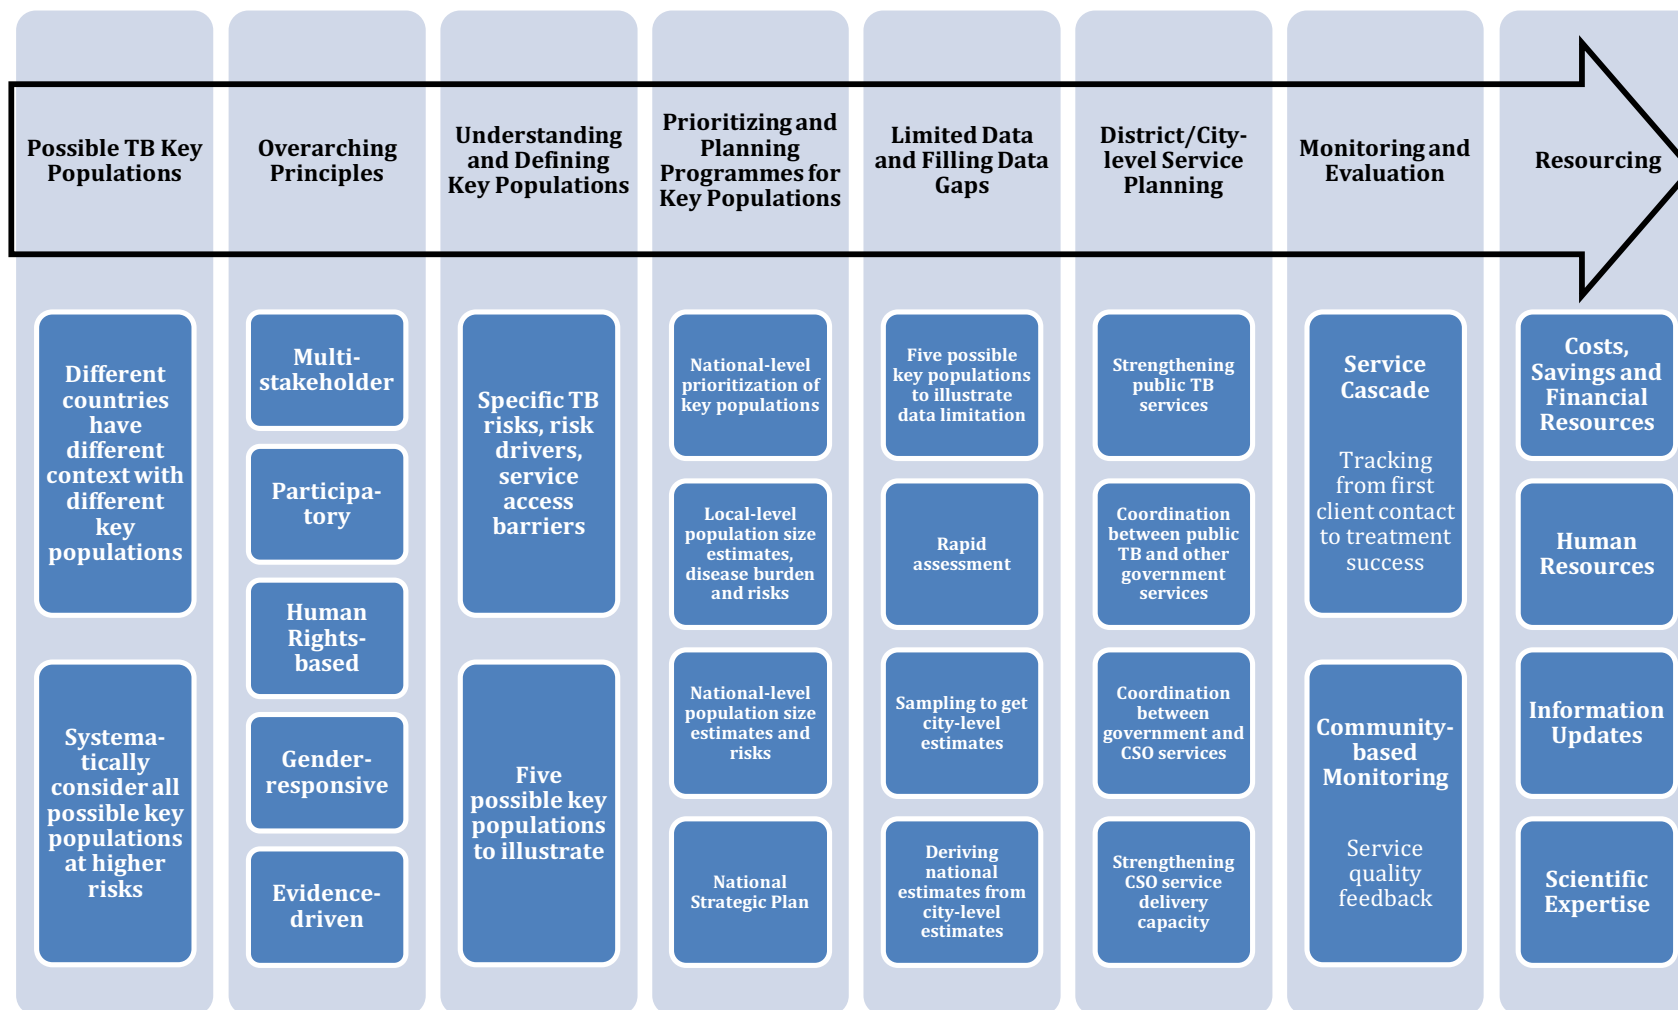 Possible TB Key
Populations
Overarching
Principles
Understanding
and Defining
Key Populations
Prioritizing and
Planning
Programmes for
Key Populations
Limited Data
and Filling Data
Gaps
District/City-
level Service
Planning
Monitoring and
Evaluation
Resourcing
Different
countries
have
different
context with
different
key
populations
Systema-
tically
consider all
possible key
populations
at higher
risks
Multi-
stakeholder
Participa-
tory
Human
Rights-
based
Gender-
responsive
Evidence-
driven
Specific TB
risks, risk
drivers,
service
access
barriers
Five
possible key
populations
to illustrate
National-level
prioritization of
key populations
Local-level
population size
estimates,
disease burden
and risks
National-level
population size
estimates and
risks
National
Strategic Plan
Five possible
key populations
to illustrate
data limitation
Rapid
assessment
Sampling to get
city-level
estimates
Deriving
national
estimates from
city-level
estimates
Strengthening
public TB
services
Coordination
between public
TB and other
government
services
Coordination
between
government and
CSO services
Strengthening
CSO service
delivery
capacity
Service
Cascade
Tracking
from first
client contact
to treatment
success
Community-
based
Monitoring
Service
quality
feedback
Costs,
Savings and
Financial
Resources
Human
Resources
Information
Updates
Scientific
Expertise